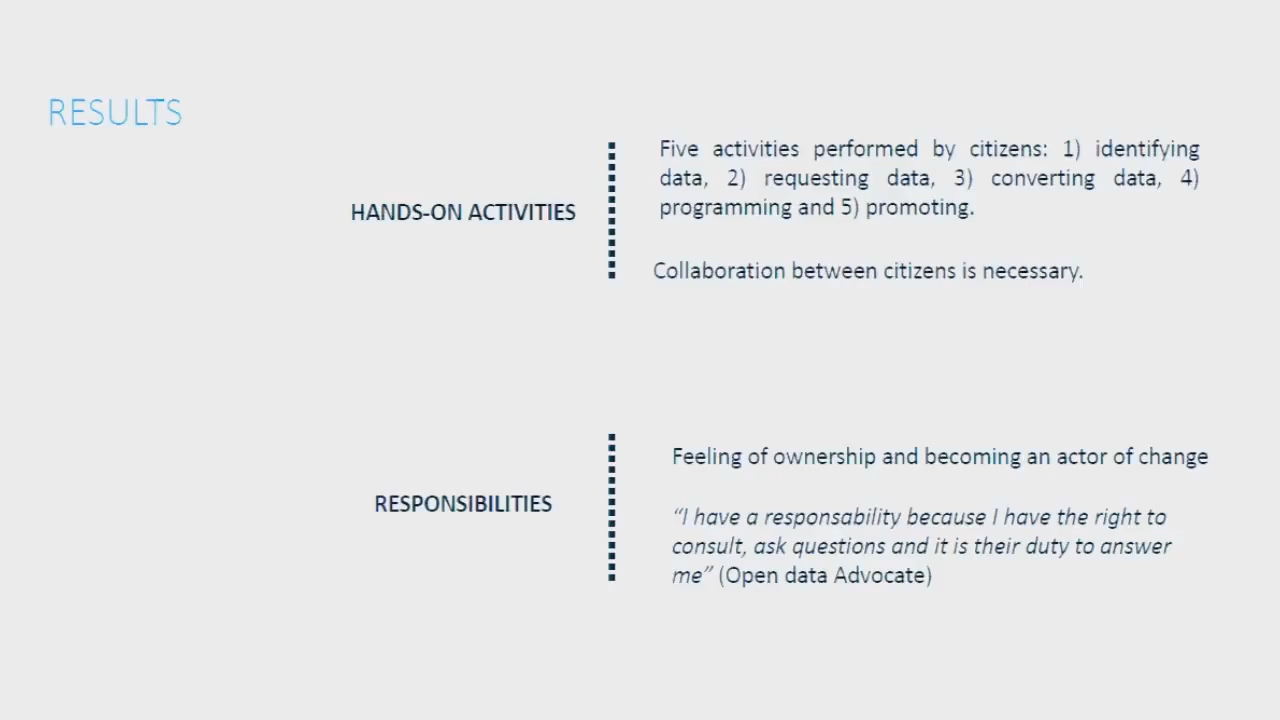 RESULTS
HANDS-ON ACTIVITIES
Five activities performed by citizens: 1) identifying
data, 2) requesting data, 3) converting data, 4)
programming and 5) promoting.
Collaboration between citizens is necessary.
RESPONSIBILITIES
Feeling of ownership and becoming an actor of change
“I have a responsability because I have the right to
consult, ask questions and it is their duty to answer
me” (Open data Advocate)